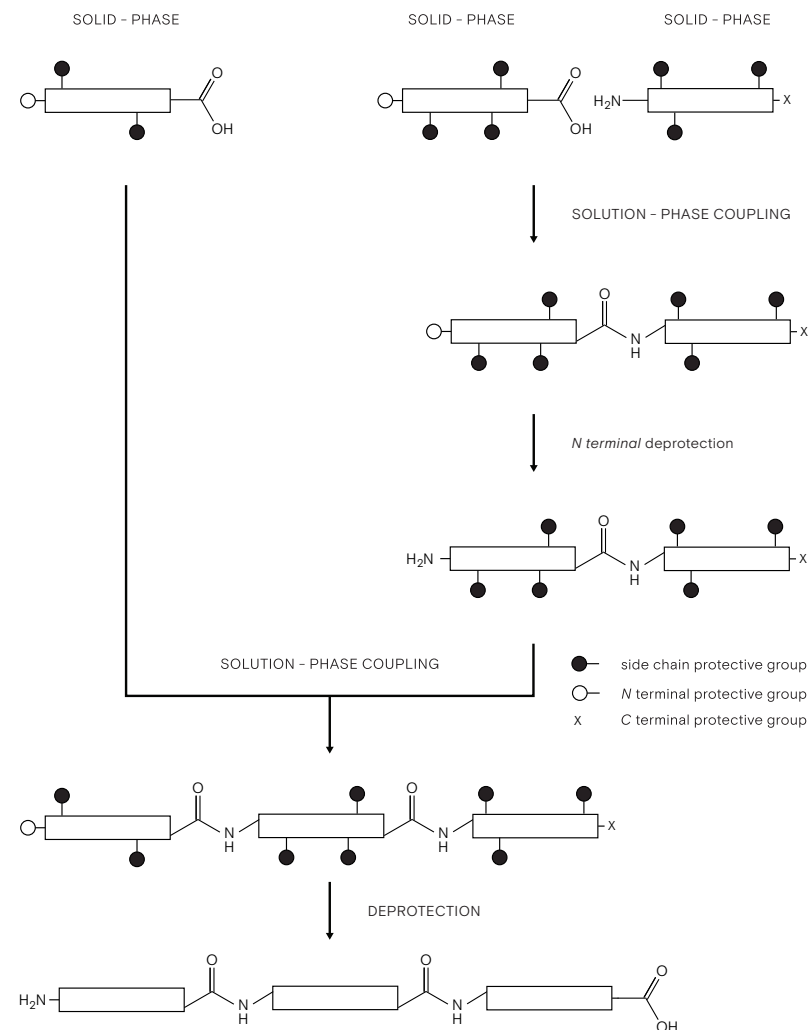 SOLID – PHASE
SOLID – PHASE
SOLID – PHASE
O
OH
O
OH
H₂N
X
SOLUTION – PHASE COUPLING
O
N
H
X
N terminal deprotection
H₂N
O
N
H
X
SOLUTION – PHASE COUPLING
side chain protective group
N terminal protective group
X C terminal protective group
O
N
H
O
N
H
X
DEPROTECTION
H₂N
O
N
H
O
N
H
O
OH